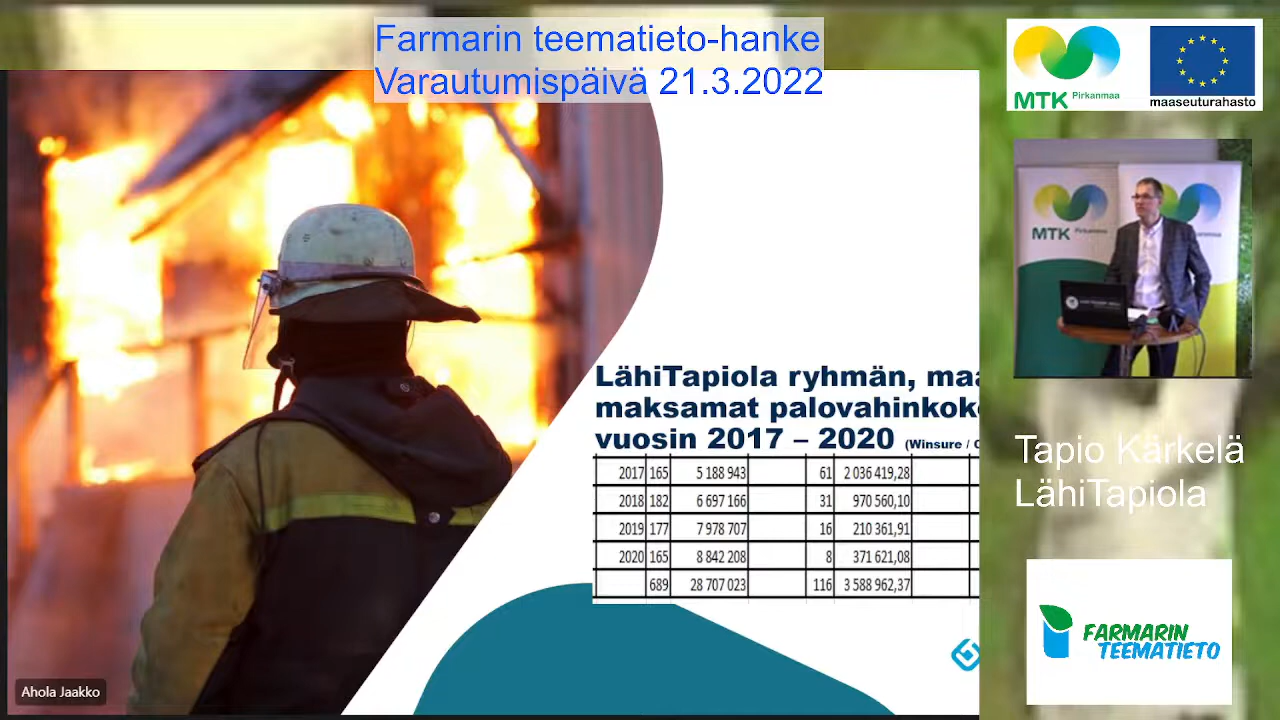 Farmarin teematieto-hanke
Varautumispäivä 21.3.2022
MTK Pirkanmaa
maaseuturahasto
MTK Pirkanmaa
LähiTapiola ryhmän, maa
maksamat palovahinkoko
vuosin 2017 – 2020 (Winsure /
2017 165 5 188 943 61 2 036 419,28
2018 182 6 697 166 31 970 560,10
2019 177 7 978 707 16 210 361,91
2020 165 8 842 208 8 371 621,08
689 28 707 023 116 3 588 962,37
Tapio Kärkelä
LähiTapiola
FARMARIN
TEEMATIETO
Ahola Jaakko